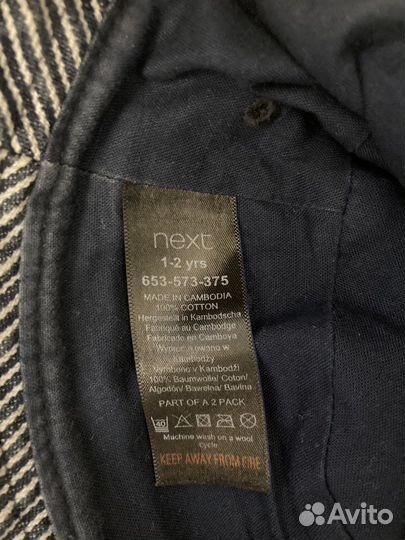 next
1-2 yrs
653-573-375
MADE IN CAMBODIA
100% COTTON
Hergestellt in Kambodscha
Fabriqué au Cambodge
Fabricado en Camboya
w
Kambodży
Vyrobeno v Kambodži
100% Baumwolle/ Coton/
Algodón/ Bawełna/ Bavlna
PART OF A 2 PACK
40
Machine wash on a wool
cycle
KEEP AWAY FROM FIRE
Avito